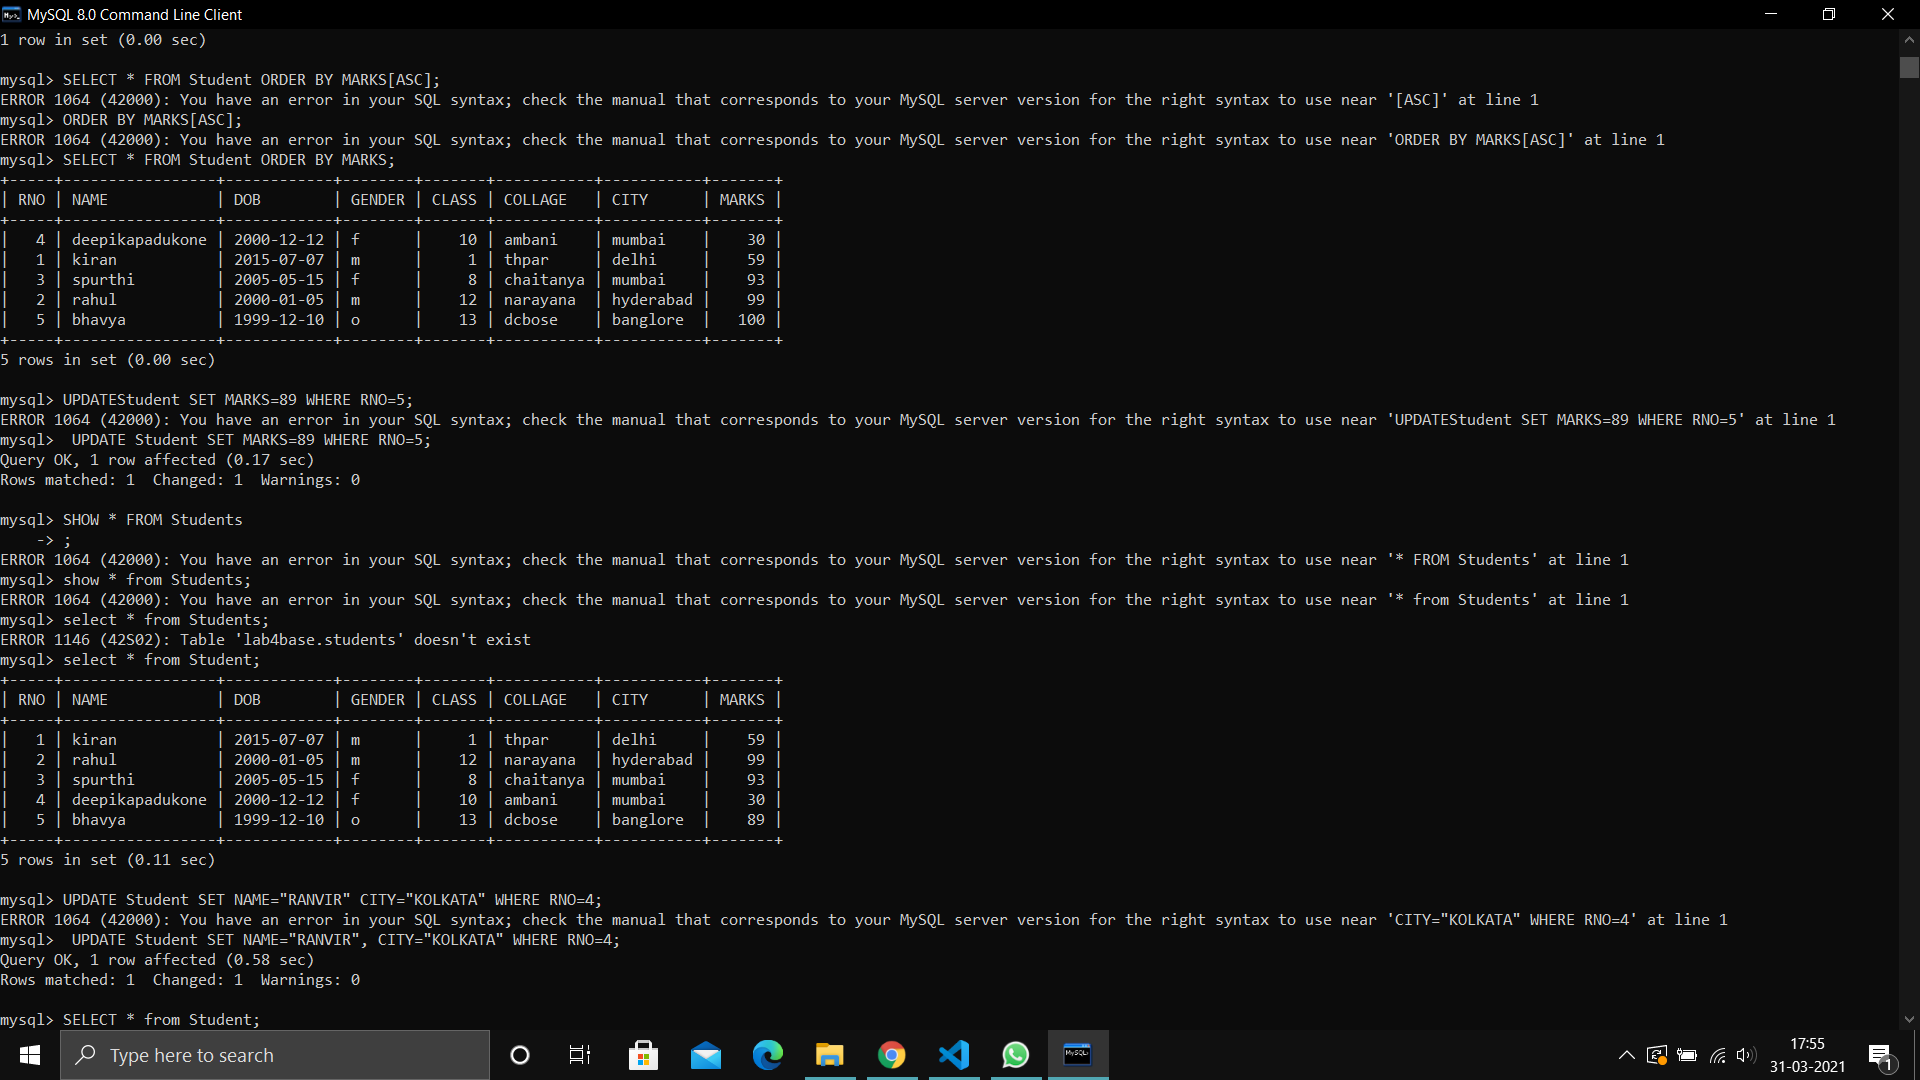 MySQL 8.0 Command Line Client
1 row in set (0.00 sec)
mysql> SELECT * FROM Student ORDER BY MARKS[ASC];
ERROR 1064 (42000): You have an error in your SQL syntax; check the manual that corresponds to your MySQL server version for the right syntax to use near '[ASC]' at line 1
mysql> ORDER BY MARKS[ASC];
ERROR 1064 (42000): You have an error in your SQL syntax; check the manual that corresponds to your MySQL server version for the right syntax to use near 'ORDER BY MARKS[ASC]' at line 1
mysql> SELECT * FROM Student ORDER BY MARKS;
+-----+-----------------+------------+--------+-------+-----------+-----------+-------+
| RNO | NAME            | DOB        | GENDER | CLASS | COLLAGE   | CITY      | MARKS |
+-----+-----------------+------------+--------+-------+-----------+-----------+-------+
|   4 | deepikapadukone | 2000-12-12 | f      |    10 | ambani    | mumbai    |    30 |
|   1 | kiran           | 2015-07-07 | m      |     1 | thpar     | delhi     |    59 |
|   3 | spurthi         | 2005-05-15 | f      |     8 | chaitanya | mumbai    |    93 |
|   2 | rahul           | 2000-01-05 | m      |    12 | narayana  | hyderabad |    99 |
|   5 | bhavya          | 1999-12-10 | o      |    13 | dcbose    | banglore  |   100 |
+-----+-----------------+------------+--------+-------+-----------+-----------+-------+
5 rows in set (0.00 sec)
mysql> UPDATEStudent SET MARKS=89 WHERE RNO=5;
ERROR 1064 (42000): You have an error in your SQL syntax; check the manual that corresponds to your MySQL server version for the right syntax to use near 'UPDATEStudent SET MARKS=89 WHERE RNO=5' at line 1
mysql>  UPDATE Student SET MARKS=89 WHERE RNO=5;
Query OK, 1 row affected (0.17 sec)
Rows matched: 1  Changed: 1  Warnings: 0
mysql> SHOW * FROM Students
    -> ;
ERROR 1064 (42000): You have an error in your SQL syntax; check the manual that corresponds to your MySQL server version for the right syntax to use near '* FROM Students' at line 1
mysql> show * from Students;
ERROR 1064 (42000): You have an error in your SQL syntax; check the manual that corresponds to your MySQL server version for the right syntax to use near '* from Students' at line 1
mysql> select * from Students;
ERROR 1146 (42S02): Table 'lab4base.students' doesn't exist
mysql> select * from Student;
+-----+-----------------+------------+--------+-------+-----------+-----------+-------+
| RNO | NAME            | DOB        | GENDER | CLASS | COLLAGE   | CITY      | MARKS |
+-----+-----------------+------------+--------+-------+-----------+-----------+-------+
|   1 | kiran           | 2015-07-07 | m      |     1 | thpar     | delhi     |    59 |
|   2 | rahul           | 2000-01-05 | m      |    12 | narayana  | hyderabad |    99 |
|   3 | spurthi         | 2005-05-15 | f      |     8 | chaitanya | mumbai    |    93 |
|   4 | deepikapadukone | 2000-12-12 | f      |    10 | ambani    | mumbai    |    30 |
|   5 | bhavya          | 1999-12-10 | o      |    13 | dcbose    | banglore  |    89 |
+-----+-----------------+------------+--------+-------+-----------+-----------+-------+
5 rows in set (0.11 sec)
mysql> UPDATE Student SET NAME="RANVIR" CITY="KOLKATA" WHERE RNO=4;
ERROR 1064 (42000): You have an error in your SQL syntax; check the manual that corresponds to your MySQL server version for the right syntax to use near 'CITY="KOLKATA" WHERE RNO=4' at line 1
mysql>  UPDATE Student SET NAME="RANVIR", CITY="KOLKATA" WHERE RNO=4;
Query OK, 1 row affected (0.58 sec)
Rows matched: 1  Changed: 1  Warnings: 0
mysql> SELECT * from Student;
Type here to search
17:55
31-03-2021
1